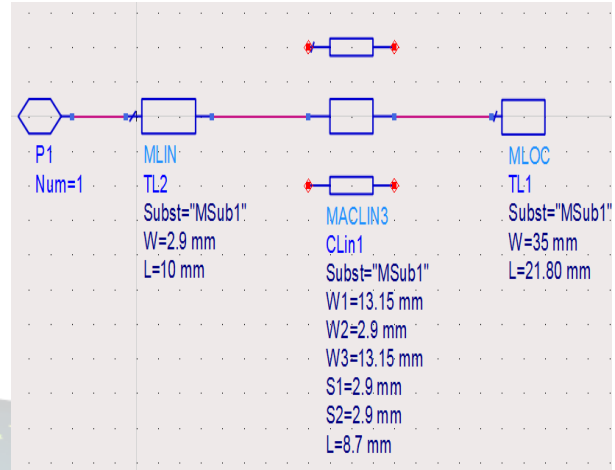 P1
Num=1
MLIN
TL2
Subst="MSub1"
W=2.9 mm
L=10 mm
MACLIN3
CLin1
Subst="MSub1"
W1=13.15 mm
W2=2.9 mm
W3=13.15 mm
S1=2.9 mm
S2=2.9 mm
L=8.7 mm
MLOC
TL1
Subst="MSub1"
W=35 mm
L=21.80 mm